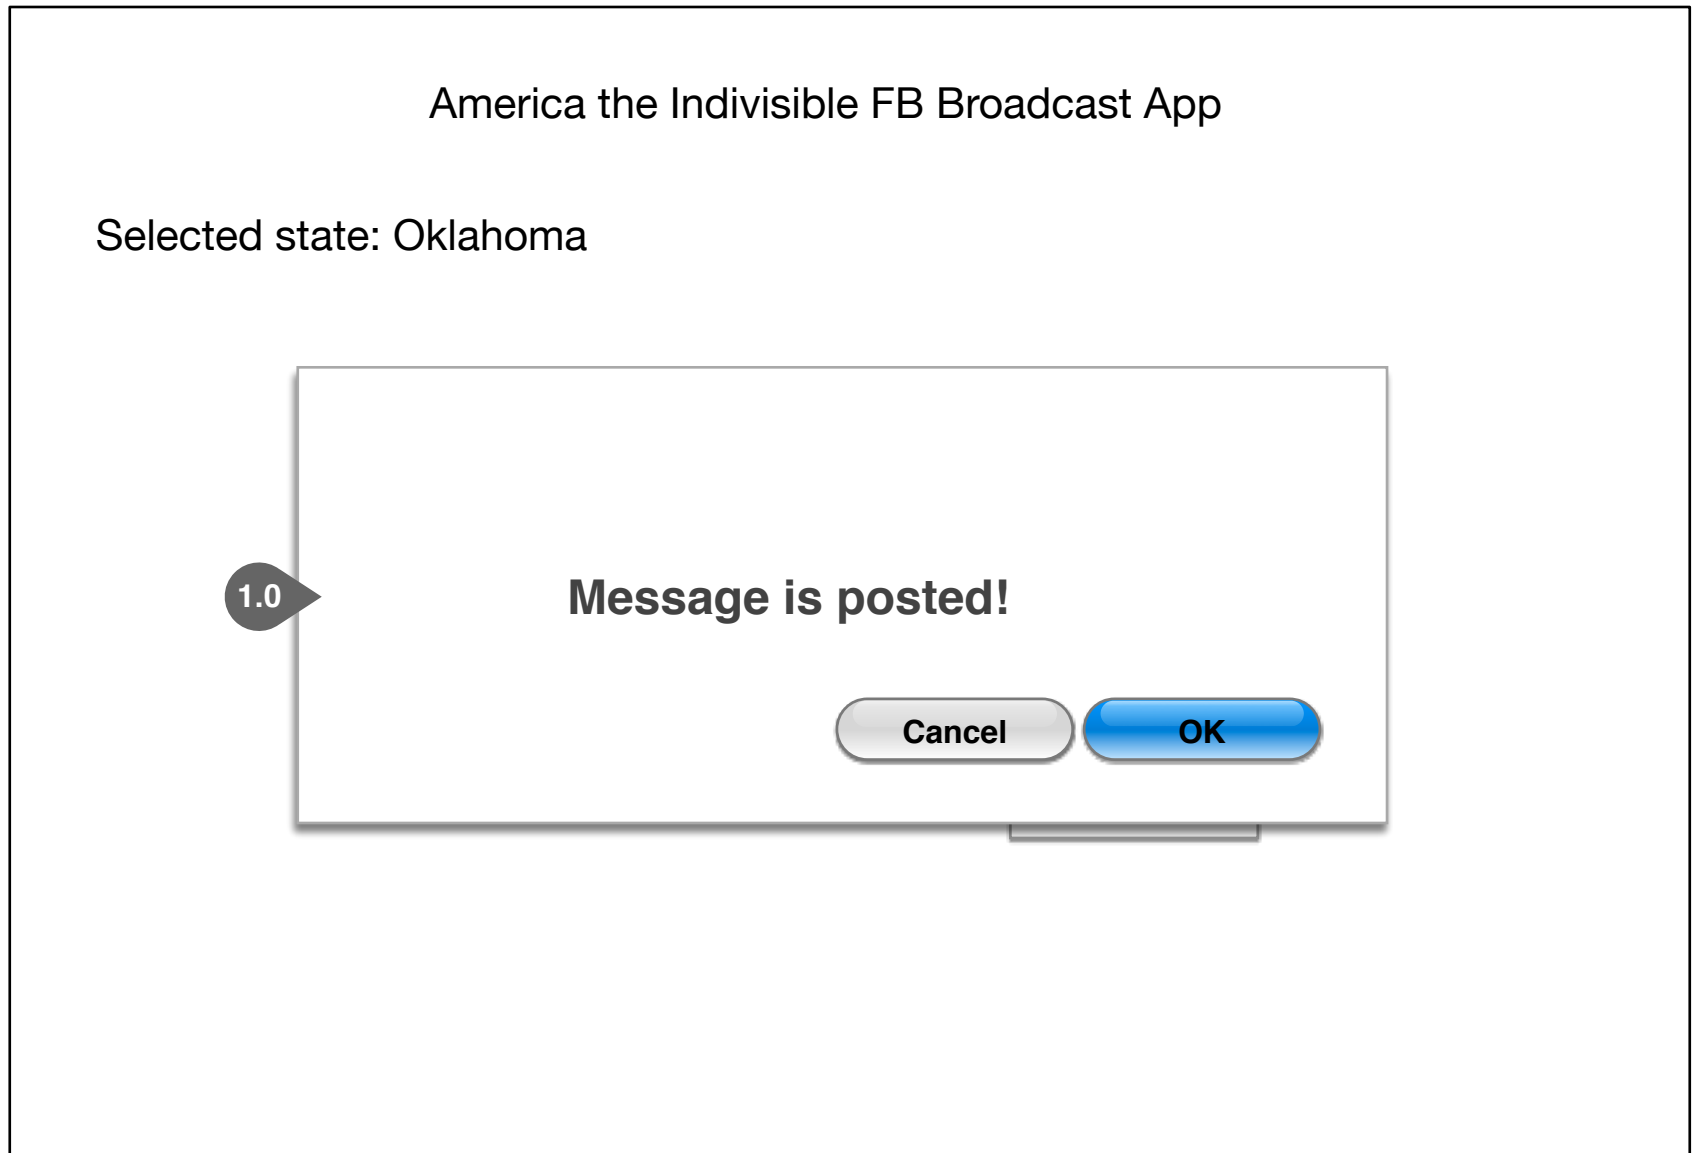 America the Indivisible FB Broadcast App
Selected state: Oklahoma
1.0
Message is posted!
Cancel
OK